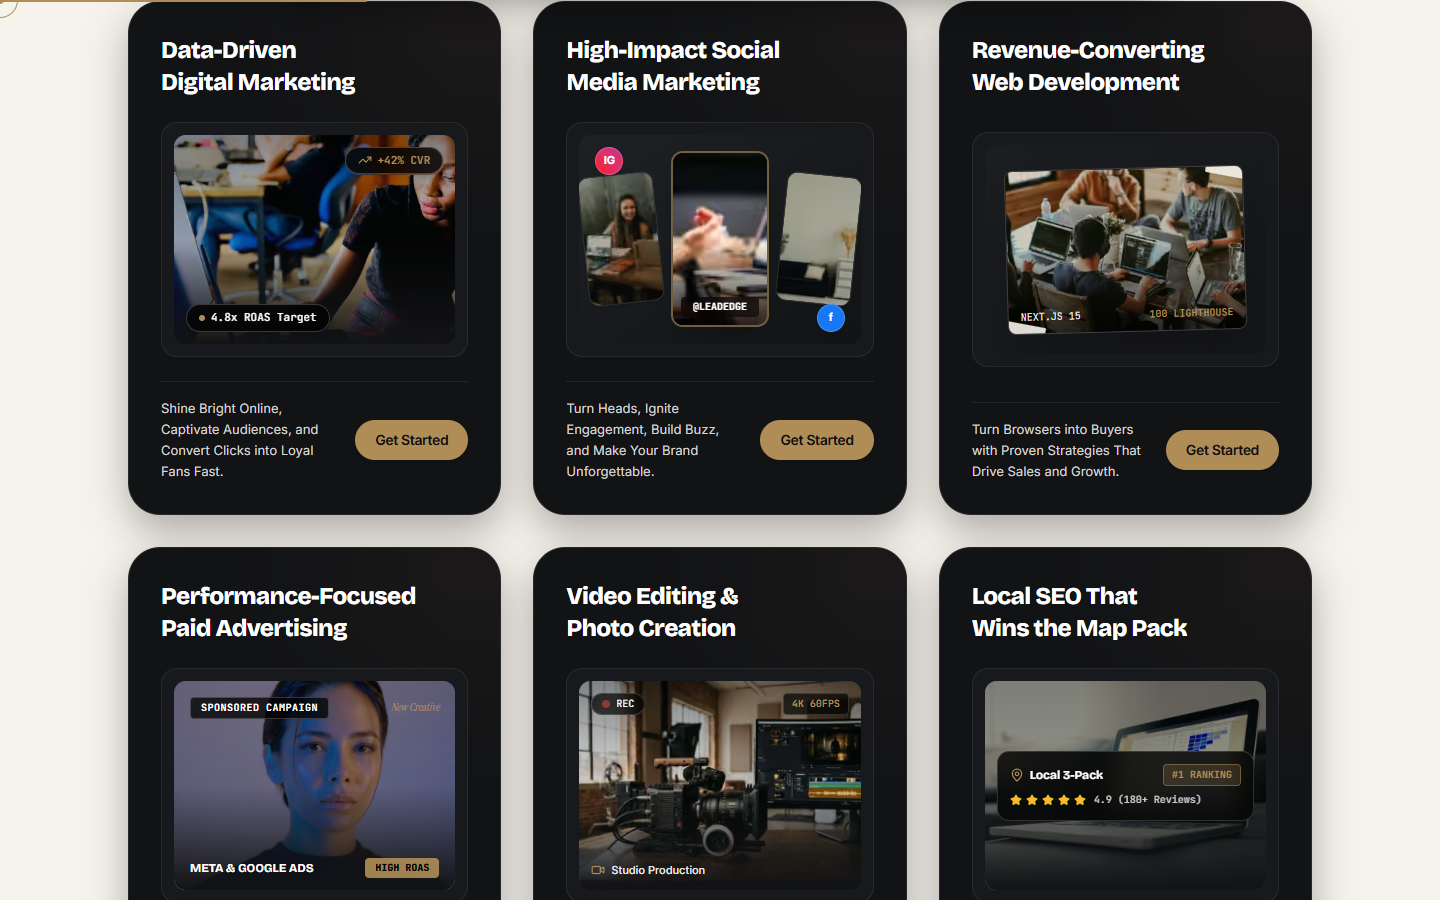 Data-Driven
Digital Marketing
+42% CVR
4.8x ROAS Target
Shine Bright Online,
Captivate Audiences, and
Convert Clicks into Loyal
Fans Fast.
Get Started
High-Impact Social
Media Marketing
IG
@LEADEDGE
f
Turn Heads, Ignite
Engagement, Build Buzz,
and Make Your Brand
Unforgettable.
Get Started
Revenue-Converting
Web Development
NEXT.JS 15
100 LIGHTHOUSE
Turn Browsers into Buyers
with Proven Strategies That
Drive Sales and Growth.
Get Started
Performance-Focused
Paid Advertising
SPONSORED CAMPAIGN
New Creative
META & GOOGLE ADS
HIGH ROAS
Video Editing &
Photo Creation
REC
4K 60FPS
Studio Production
Local SEO That
Wins the Map Pack
Local 3-Pack
#1 RANKING
4.9 (180+ Reviews)